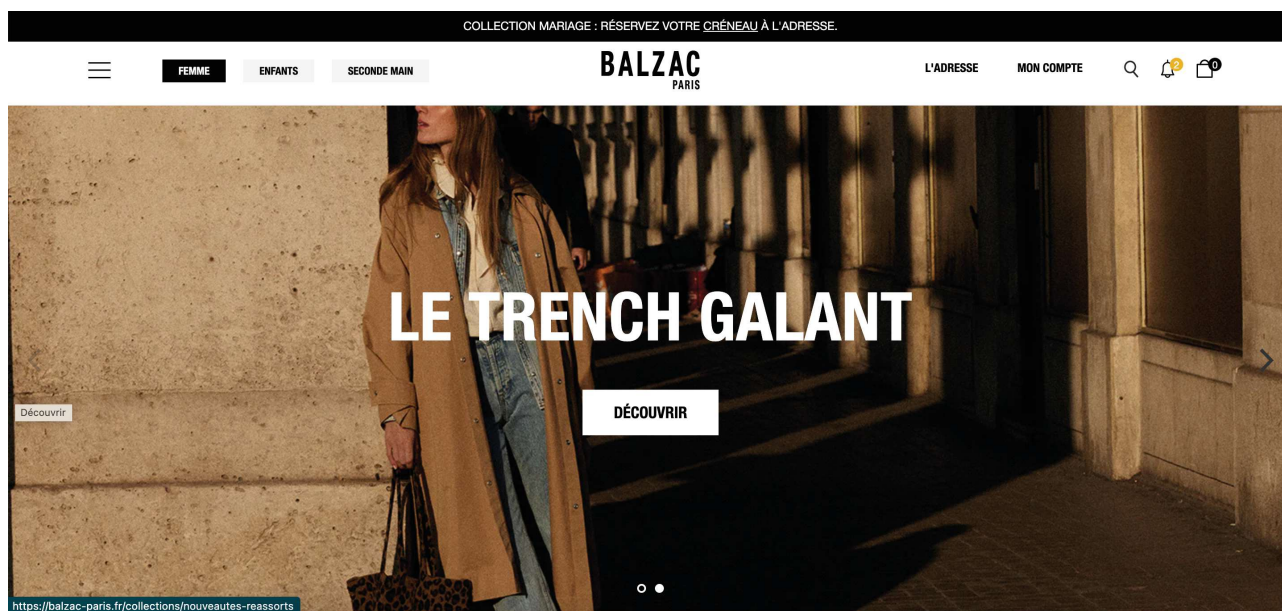 COLLECTION MARIAGE : RÉSERVEZ VOTRE CRÉNEAU À L'ADRESSE.
FEMME
ENFANTS
SECONDE MAIN
BALZAC
PARIS
L'ADRESSE
MON COMPTE
2
0
LE TRENCH GALANT
DÉCOUVRIR
Découvrir
https://balzac-paris.fr/collections/nouveautes-reassorts